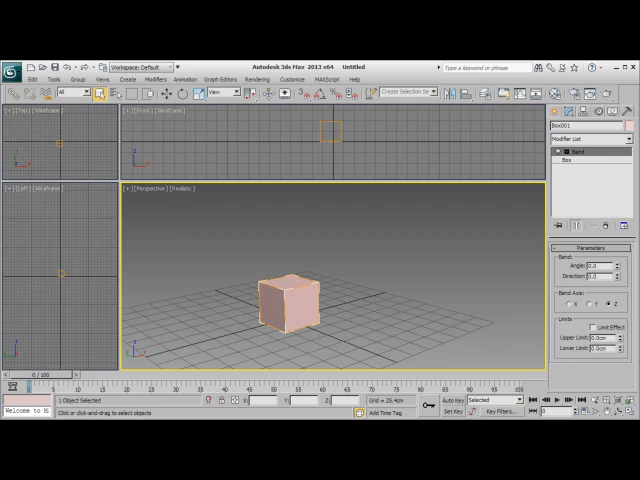 Workspace: Default
Autodesk 3ds Max 2013 x64 Untitled
Type a keyword or phrase
Edit Tools Group Views Create Modifiers Animation Graph Editors Rendering Customize MAXScript Help
All
View
Create Selection Se
[+][Top][Wireframe]
[+][Front][Wireframe]
Box001
Modifier List
Bend
Box
[+][Left][Wireframe]
[+][Perspective][Realistic]
Parameters
Bend:
Angle: 0.0
Direction: 0.0
Bend Axis:
X Y Z
Limits
Limit Effect
Upper Limit: 0.0cm
Lower Limit: 0.0cm
0 / 100
0 5 10 15 20 25 30 35 40 45 50 55 60 65 70 75 80 85 90 95 100
1 Object Selected
X: Y: Z:
Grid = 25.4cm
Auto Key
Selected
Welcome to M
Click or click-and-drag to select objects
Add Time Tag
Set Key
Key Filters...
0